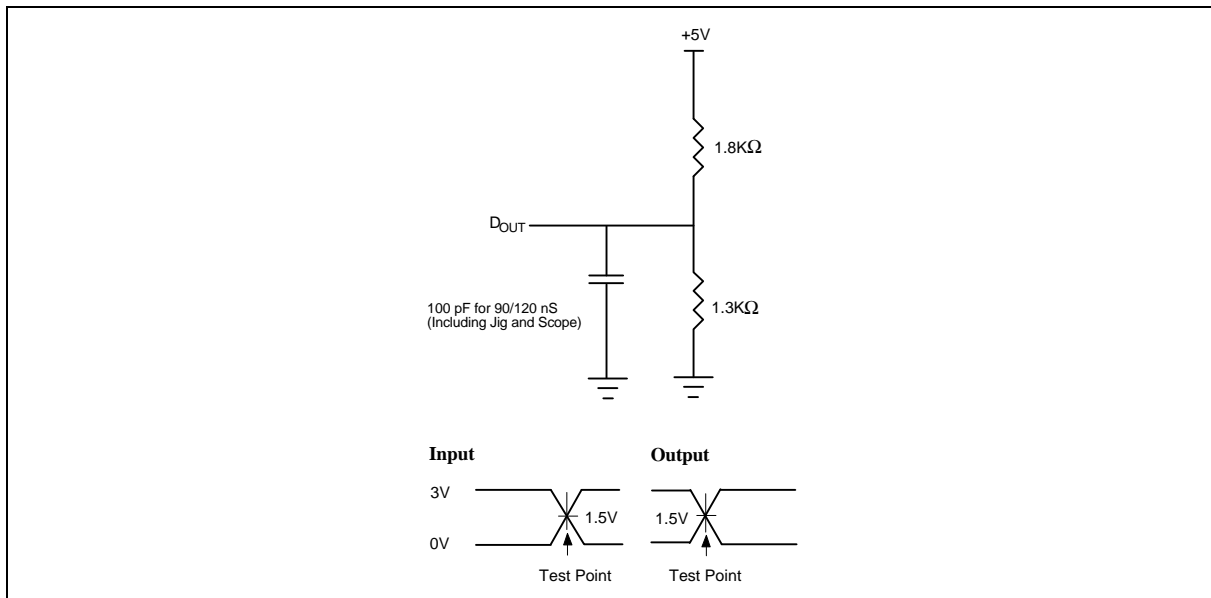 +5V
1.8KΩ
DOUT
100 pF for 90/120 nS
(Including Jig and Scope)
1.3KΩ
Input
Output
3V
1.5V
1.5V
0V
Test Point
Test Point